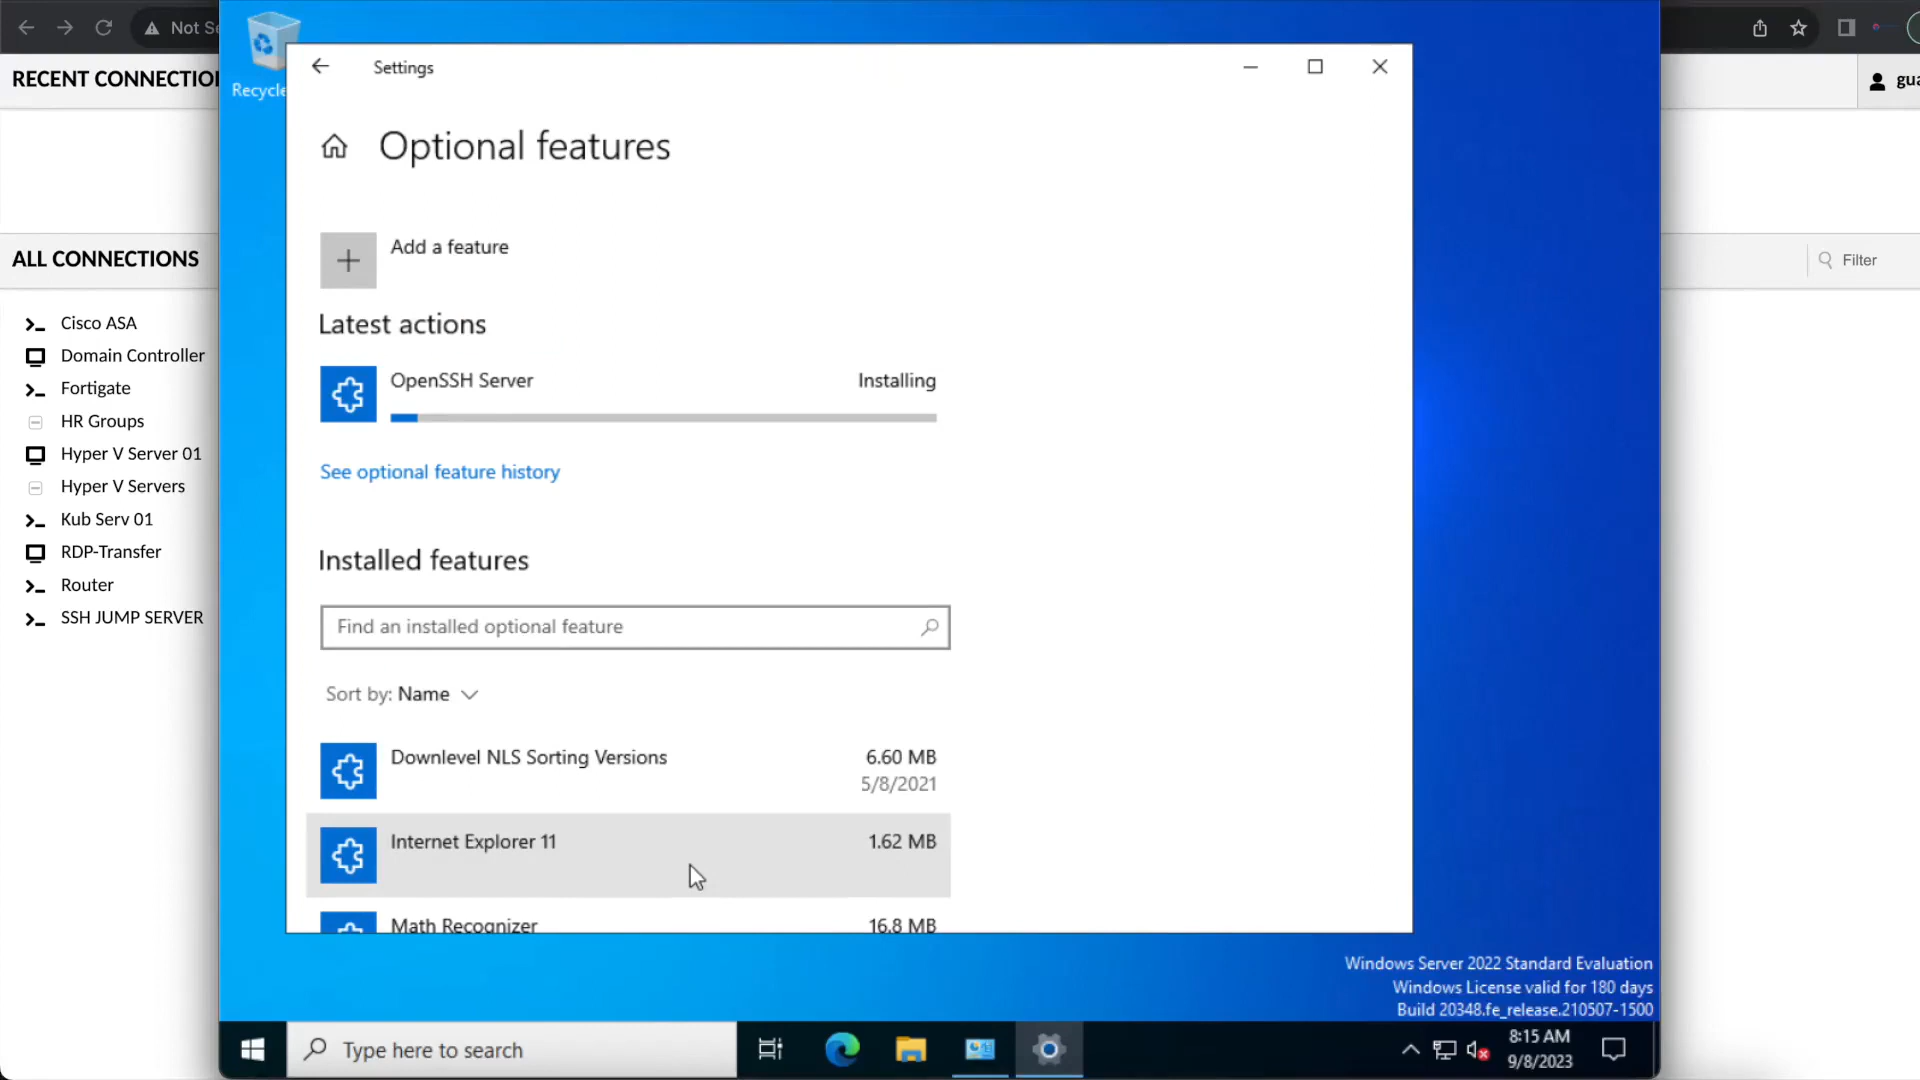 Not Se
RECENT CONNECTION
gua
ALL CONNECTIONS
Filter
Cisco ASA
Domain Controller
Fortigate
HR Groups
Hyper V Server 01
Hyper V Servers
Kub Serv 01
RDP-Transfer
Router
SSH JUMP SERVER
Recycle
Settings
Optional features
Add a feature
Latest actions
OpenSSH Server
Installing
See optional feature history
Installed features
Find an installed optional feature
Sort by: Name
Downlevel NLS Sorting Versions
6.60 MB
5/8/2021
Internet Explorer 11
1.62 MB
Math Recognizer
16.8 MB
Windows Server 2022 Standard Evaluation
Windows License valid for 180 days
Build 20348.fe_release.210507-1500
Type here to search
8:15 AM
9/8/2023